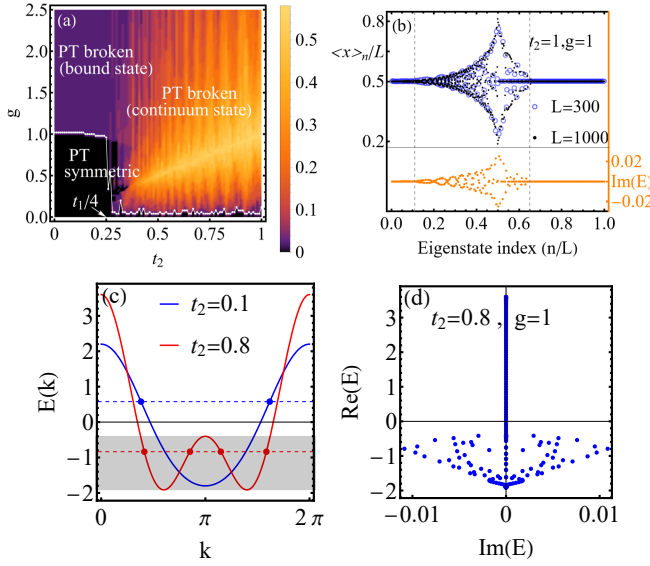 (a)
2.5
2.0
1.5
1.0
0.5
0.0
g
PT broken
(bound state)
PT broken
(continuum state)
PT
symmetric
t₁/4
0
0.25
0.5
0.75
1
t₂
0.5
0.4
0.3
0.2
0.1
0
(b)
0.8
<x>ₙ/L
0.5
0.2
t₂=1,g=1
L=300
L=1000
0.02
Im(E)
-0.02
0.0
0.2
0.4
0.6
0.8
1.0
Eigenstate index (n/L)
(c)
t₂=0.1
t₂=0.8
3
2
1
0
-1
-2
E(k)
0
π
2 π
k
(d)
t₂=0.8 , g=1
3
2
1
0
-1
-2
Re(E)
-0.01
0
0.01
Im(E)